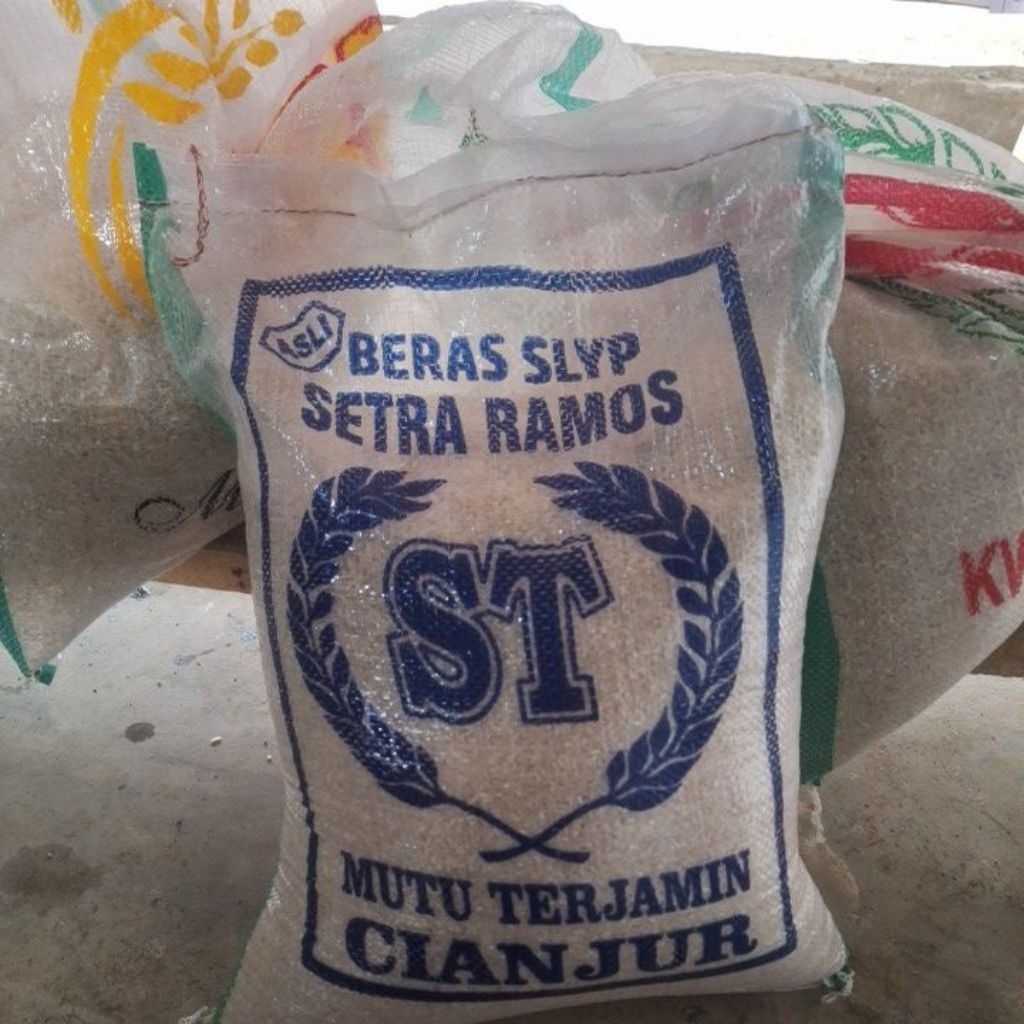 ASLI
BERAS SLYP
SETRA RAMOS
ST
MUTU TERJAMIN
CIANJUR